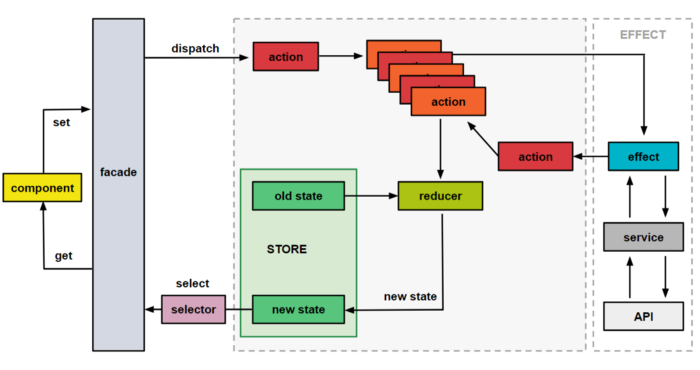 EFFECT
dispatch
action
action
set
action
effect
facade
component
old state
reducer
service
STORE
get
select
new state
selector
new state
API